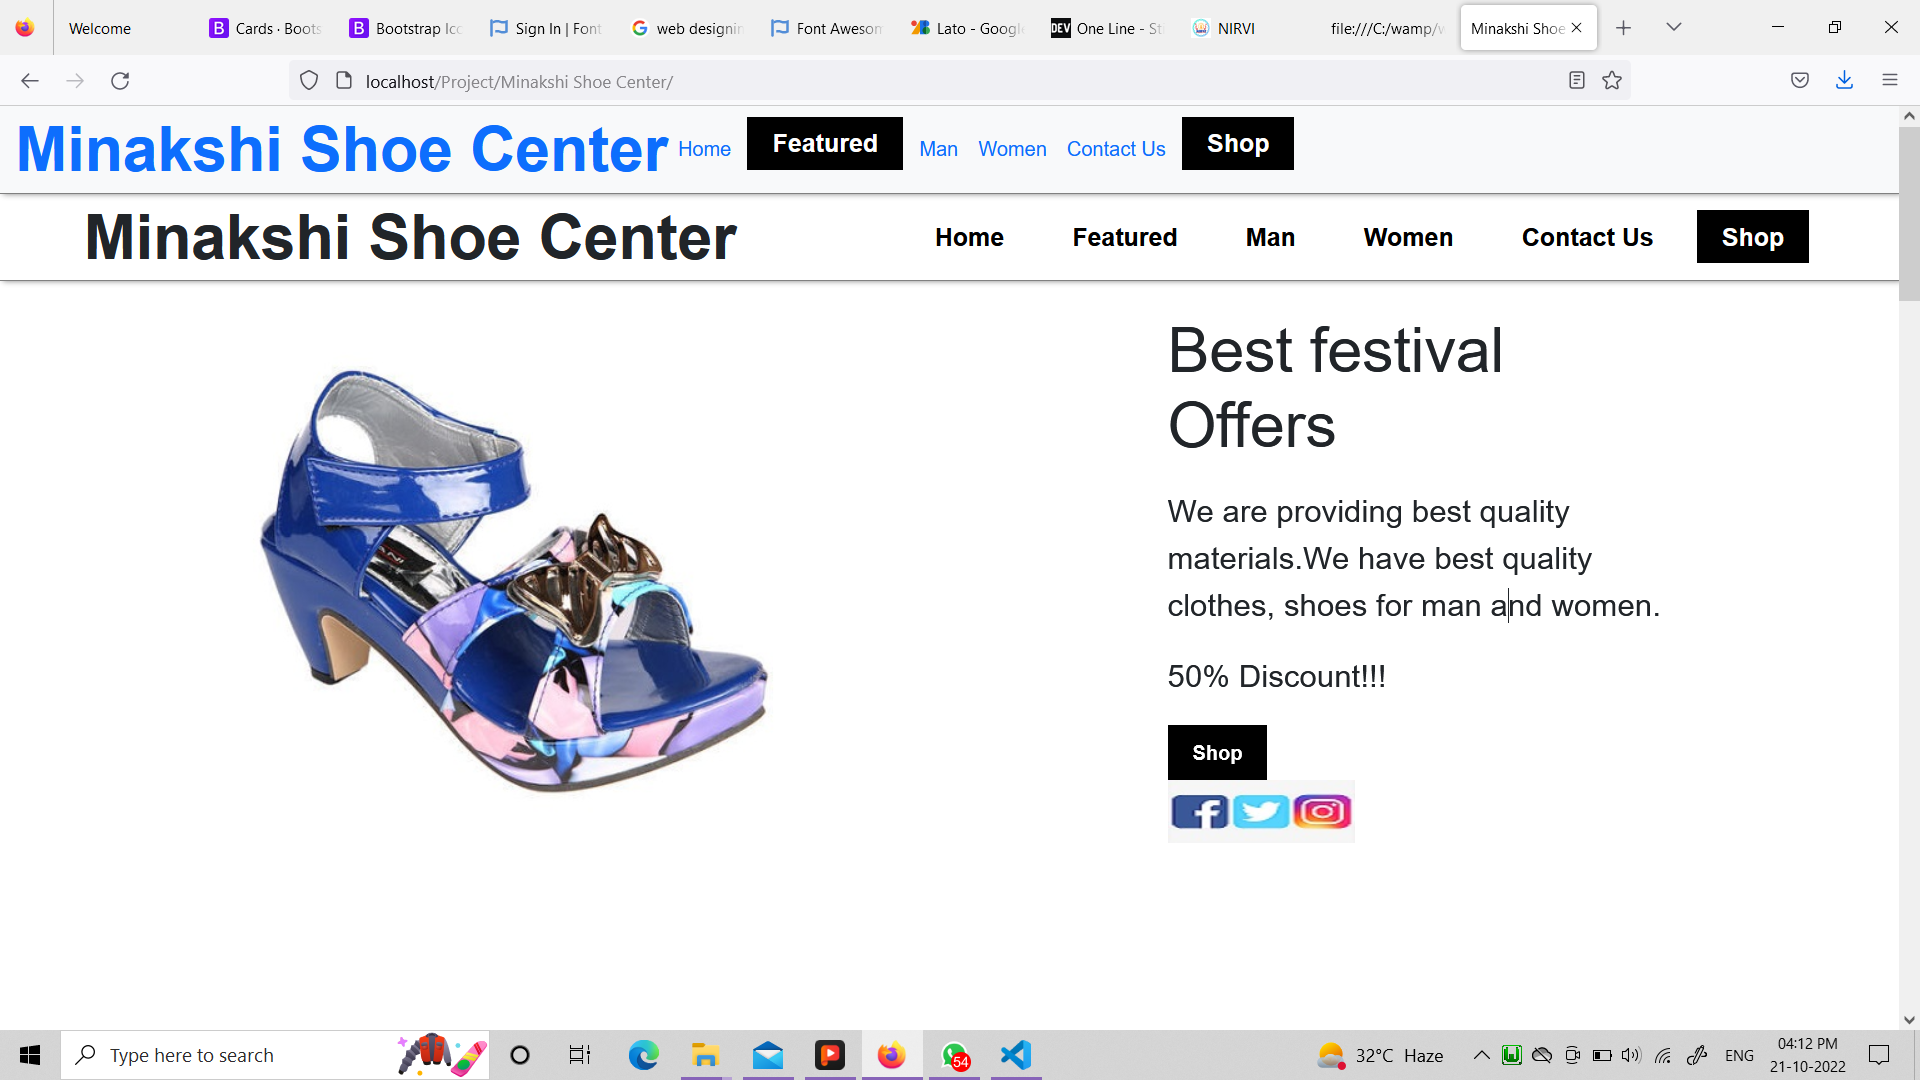 Welcome
Cards · Boots
Bootstrap Ico
Sign In | Font
web designin
Font Awesom
Lato - Google
DEV One Line - St
NIRVI
file:///C:/wamp/w
Minakshi Shoe
localhost/Project/Minakshi Shoe Center/
Minakshi Shoe Center Home Featured Man Women Contact Us Shop
Minakshi Shoe Center Home Featured Man Women Contact Us Shop
Best festival
Offers
We are providing best quality
materials.We have best quality
clothes, shoes for man and women.
50% Discount!!!
Shop
Type here to search
54
32°C Haze
ENG
04:12 PM
21-10-2022